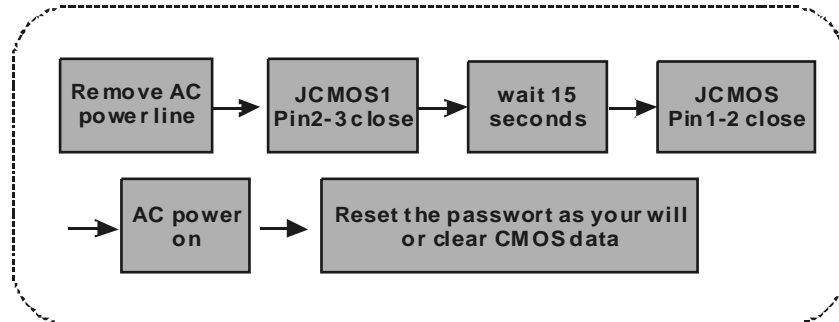 Remove AC
power line
JCMOS1
Pin2-3 close
wait 15
seconds
JCMOS
Pin1-2 close
AC power
on
Reset the passwort as your will
or clear CMOS data